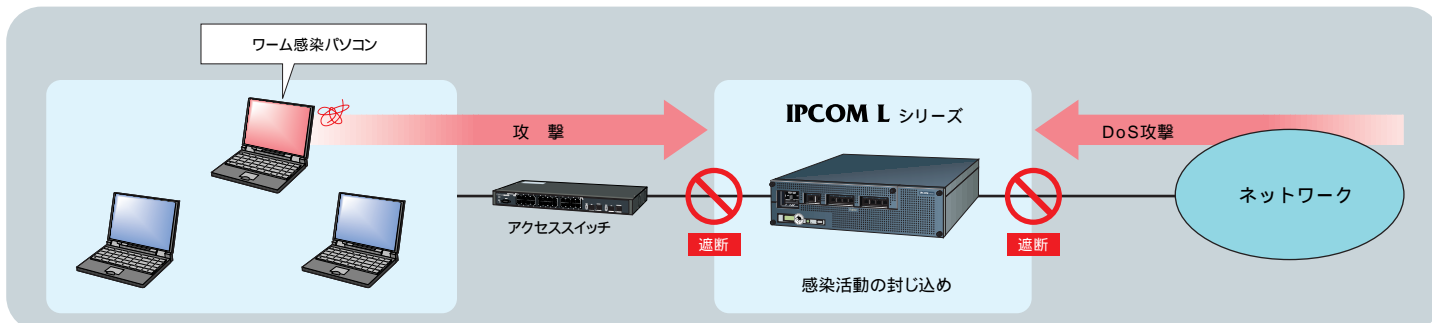 ワーム感染パソコン
攻 撃
アクセススイッチ
遮断
IPCOM L シリーズ
感染活動の封じ込め
遮断
DoS攻撃
ネットワーク